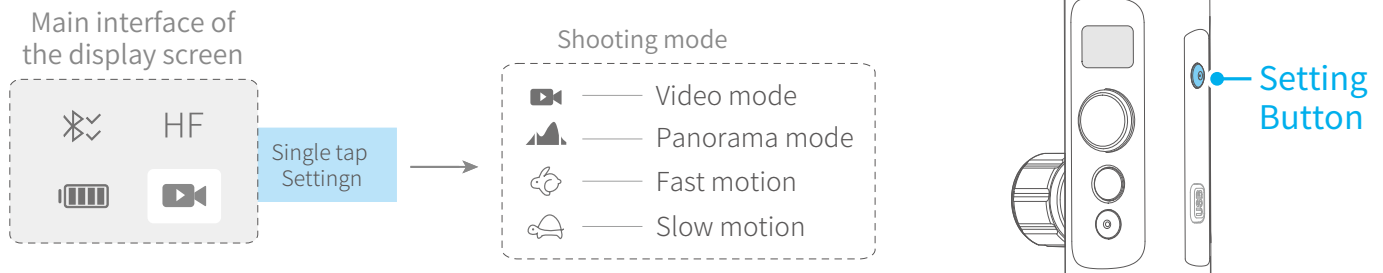 Main interface of
the display screen
HF
Single tap
Settingn
Shooting mode
Video mode
Panorama mode
Fast motion
Slow motion
Setting
Button
USB